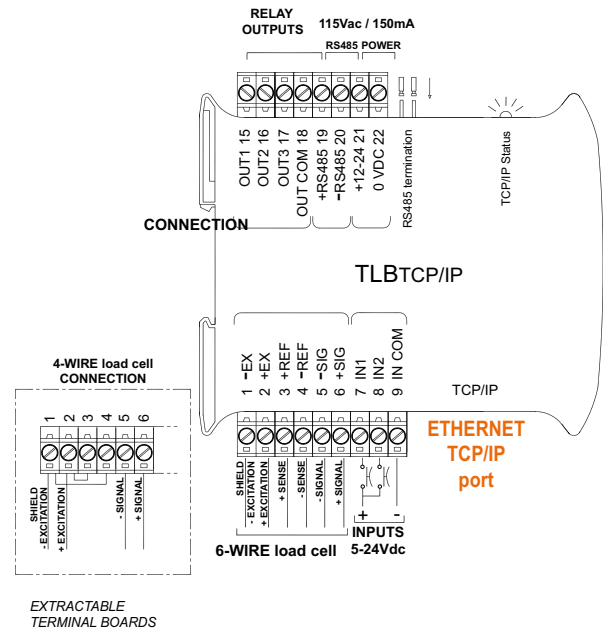 RELAY
OUTPUTS
115Vac / 150mA
RS485 POWER
OUT1 15
OUT2 16
OUT3 17
OUT COM 18
+RS485 19
−RS485 20
+12-24 21
0 VDC 22
RS485 termination
TCP/IP Status
CONNECTION
TLBTCP/IP
1 −EX
2 +EX
3 +REF
4 −REF
5 −SIG
6 +SIG
7 IN1
8 IN2
9 IN COM
TCP/IP
ETHERNET
TCP/IP
port
SHIELD
- EXCITATION
+ EXCITATION
+ SENSE
- SENSE
- SIGNAL
+ SIGNAL
+ -
6-WIRE load cell
INPUTS
5-24Vdc
4-WIRE load cell
CONNECTION
1 2 3 4 5 6
SHIELD
- EXCITATION
+ EXCITATION
- SIGNAL
+ SIGNAL
EXTRACTABLE
TERMINAL BOARDS